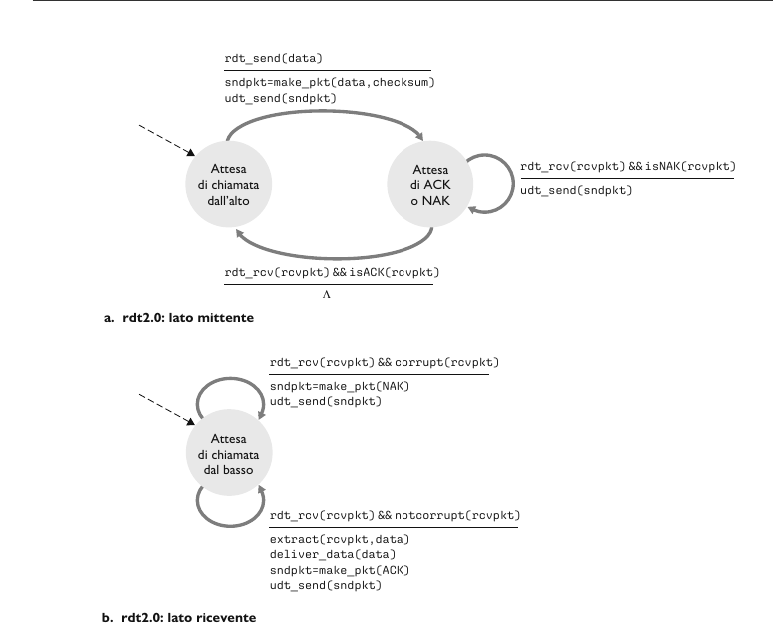 rdt_send(data)
sndpkt=make_pkt(data,checksum)
udt_send(sndpkt)
Attesa
di chiamata
dall'alto
Attesa
di ACK
o NAK
rdt_rcv(rcvpkt) && isNAK(rcvpkt)
udt_send(sndpkt)
rdt_rcv(rcvpkt) && isACK(rcvpkt)
Λ
a. rdt2.0: lato mittente
rdt_rcv(rcvpkt) && corrupt(rcvpkt)
sndpkt=make_pkt(NAK)
udt_send(sndpkt)
Attesa
di chiamata
dal basso
rdt_rcv(rcvpkt) && notcorrupt(rcvpkt)
extract(rcvpkt,data)
deliver_data(data)
sndpkt=make_pkt(ACK)
udt_send(sndpkt)
b. rdt2.0: lato ricevente